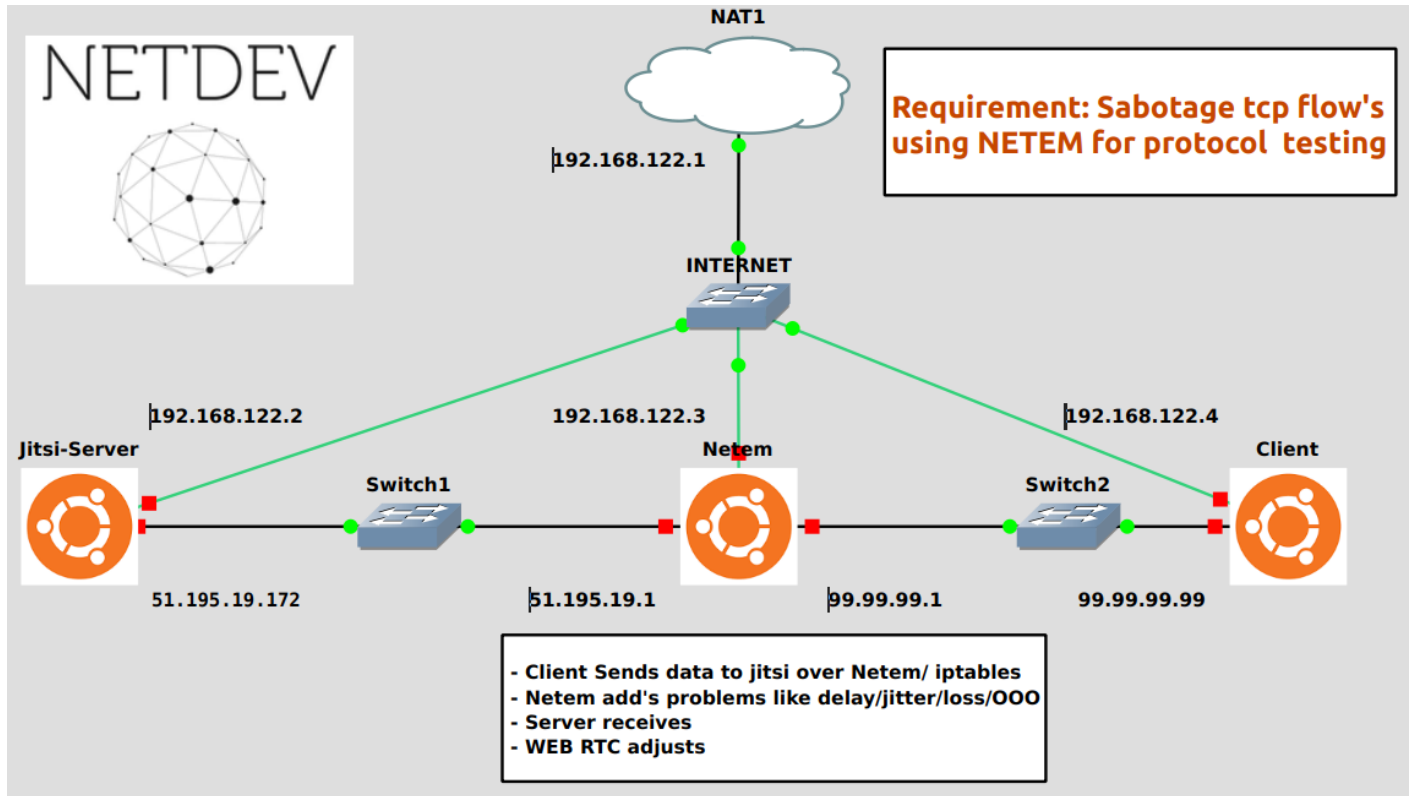 NAT1
NETDEV
Requirement: Sabotage tcp flow's
using NETEM for protocol testing
192.168.122.1
INTERNET
192.168.122.2
192.168.122.3
192.168.122.4
Jitsi-Server
Netem
Client
Switch1
Switch2
51.195.19.172
51.195.19.1
99.99.99.1
99.99.99.99
- Client Sends data to jitsi over Netem/ iptables
- Netem add's problems like delay/jitter/loss/OOO
- Server receives
- WEB RTC adjusts